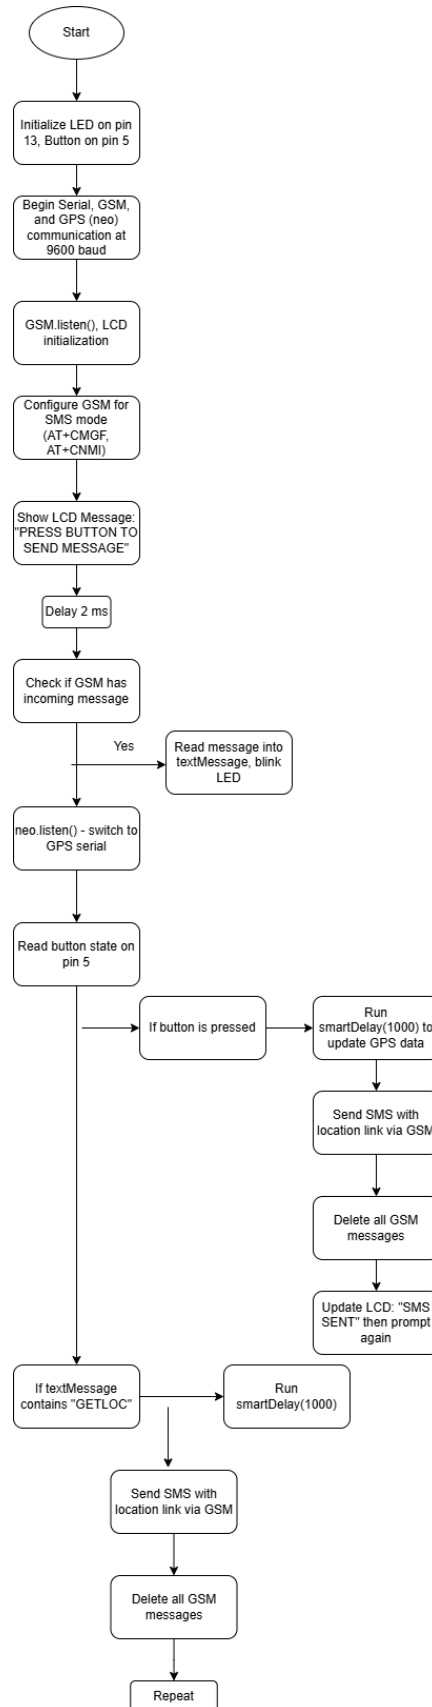 Start
Initialize LED on pin
13, Button on pin 5
Begin Serial, GSM,
and GPS (neo)
communication at
9600 baud
GSM.listen(), LCD
initialization
Configure GSM for
SMS mode
(AT+CMGF,
AT+CNMI)
Show LCD Message:
"PRESS BUTTON TO
SEND MESSAGE"
Delay 2 ms
Check if GSM has
incoming message
Yes
Read message into
textMessage, blink
LED
neo.listen() - switch to
GPS serial
Read button state on
pin 5
If button is pressed
Run
smartDelay(1000) to
update GPS data
Send SMS with
location link via GSM
Delete all GSM
messages
Update LCD: "SMS
SENT" then prompt
again
If textMessage
contains "GETLOC"
Run
smartDelay(1000)
Send SMS with
location link via GSM
Delete all GSM
messages
Repeat